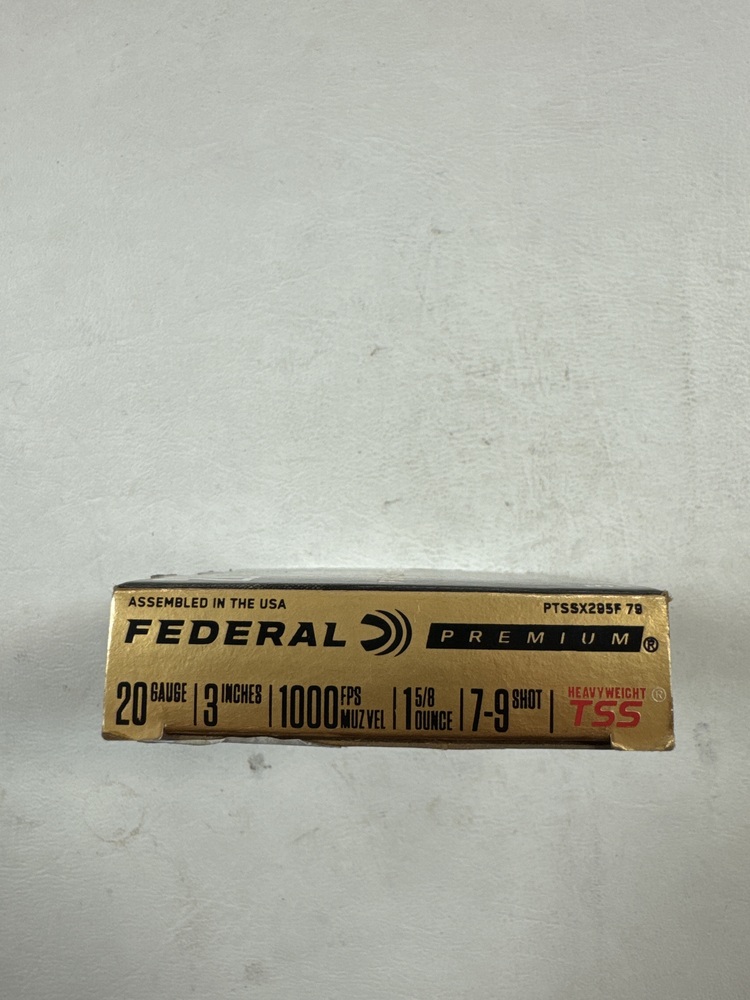 ASSEMBLED IN THE USA PTSSX295F 79
FEDERAL PREMIUM®
20 GAUGE | 3 INCHES | 1000 FPS MUZ VEL | 1 5/8 OUNCE | 7-9 SHOT | HEAVYWEIGHT® TSS